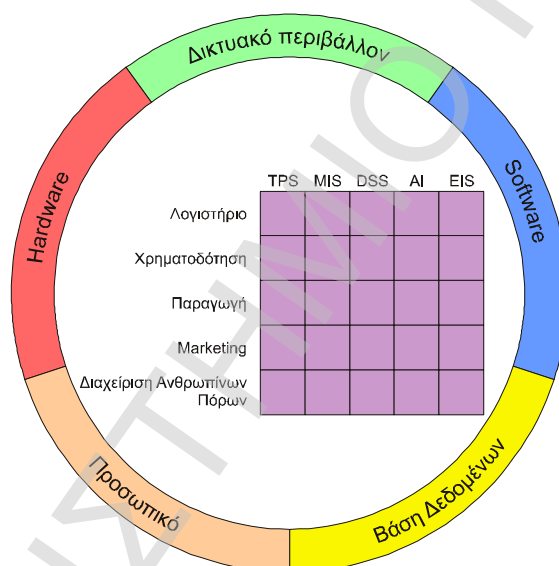 Δικτυακό περιβάλλον
Hardware
Software
TPS MIS DSS AI EIS
Λογιστήριο
Χρηματοδότηση
Παραγωγή
Marketing
Διαχείριση Ανθρωπίνων
Πόρων
Προσωπικό
Βάση Δεδομένων